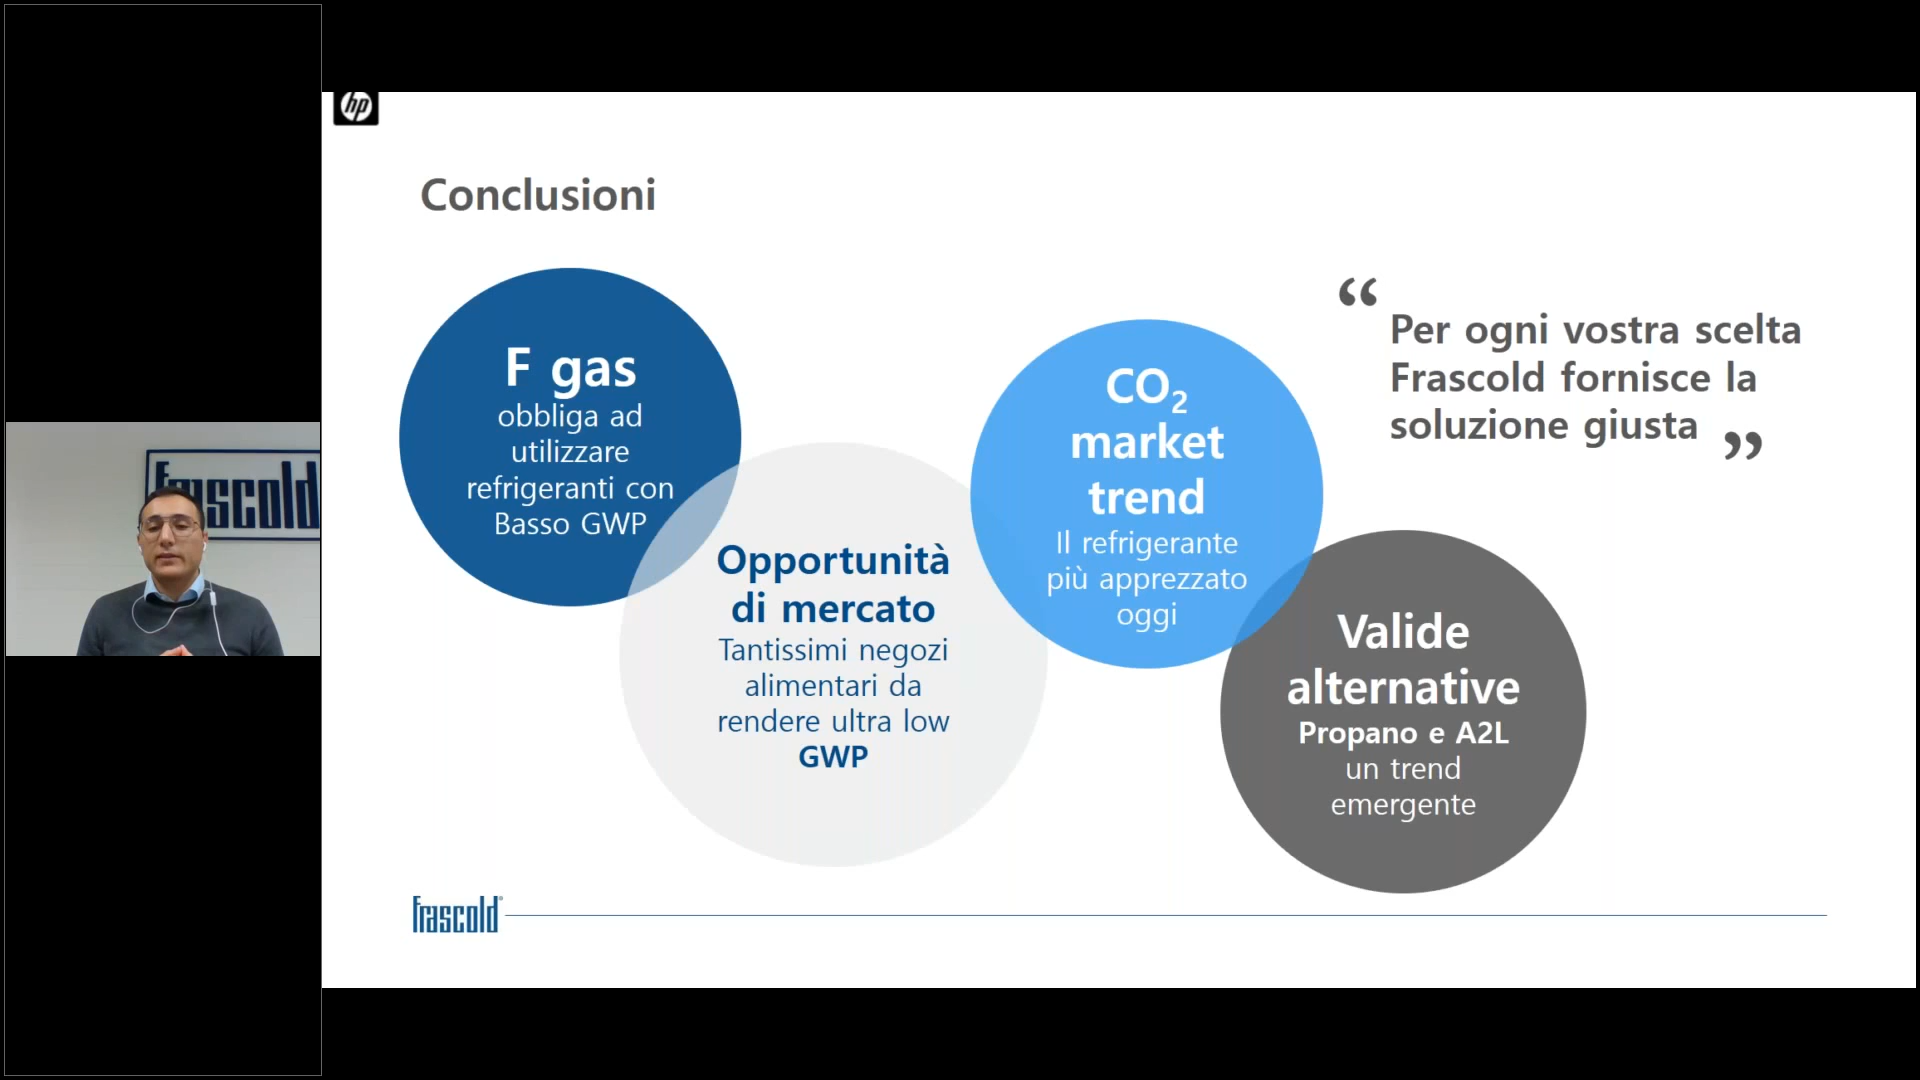 hp
Conclusioni
F gas
obbliga ad
utilizzare
refrigeranti con
Basso GWP
Opportunità
di mercato
Tantissimi negozi
alimentari da
rendere ultra low
GWP
CO₂
market
trend
Il refrigerante
più apprezzato
oggi
Valide
alternative
Propano e A2L
un trend
emergente
“ Per ogni vostra scelta
Frascold fornisce la
soluzione giusta ”
frascold
frascold®